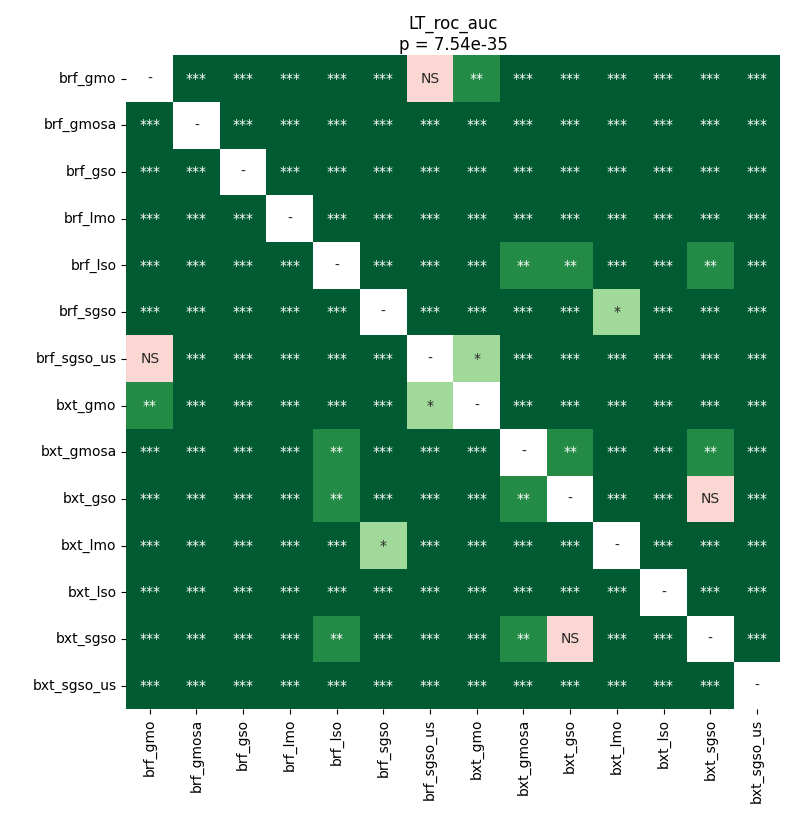 LT_roc_auc
p = 7.54e-35
brf_gmo - *** *** *** *** *** NS ** *** *** *** *** *** ***
brf_gmosa *** - *** *** *** *** *** *** *** *** *** *** *** ***
brf_gso *** *** - *** *** *** *** *** *** *** *** *** *** ***
brf_lmo *** *** *** - *** *** *** *** *** *** *** *** *** ***
brf_lso *** *** *** *** - *** *** *** ** ** *** *** ** ***
brf_sgso *** *** *** *** *** - *** *** *** *** * *** *** ***
brf_sgso_us NS *** *** *** *** *** - * *** *** *** *** *** ***
bxt_gmo ** *** *** *** *** *** * - *** *** *** *** *** ***
bxt_gmosa *** *** *** *** ** *** *** *** - ** *** *** ** ***
bxt_gso *** *** *** *** ** *** *** *** ** - *** *** NS ***
bxt_lmo *** *** *** *** *** * *** *** *** *** - *** *** ***
bxt_lso *** *** *** *** *** *** *** *** *** *** *** - *** ***
bxt_sgso *** *** *** *** ** *** *** *** ** NS *** *** - ***
bxt_sgso_us *** *** *** *** *** *** *** *** *** *** *** *** *** -
brf_gmo brf_gmosa brf_gso brf_lmo brf_lso brf_sgso brf_sgso_us bxt_gmo bxt_gmosa bxt_gso bxt_lmo bxt_lso bxt_sgso bxt_sgso_us